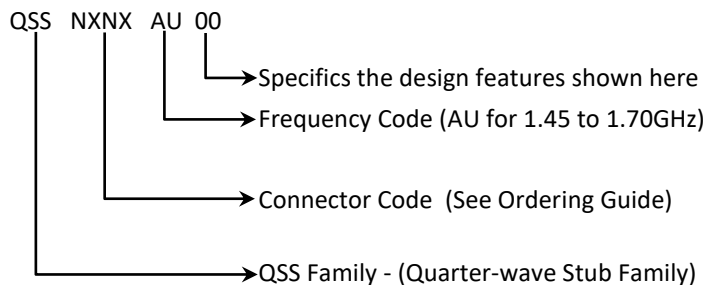 QSS NXNX AU 00
Specifics the design features shown here
Frequency Code (AU for 1.45 to 1.70GHz)
Connector Code (See Ordering Guide)
QSS Family - (Quarter-wave Stub Family)